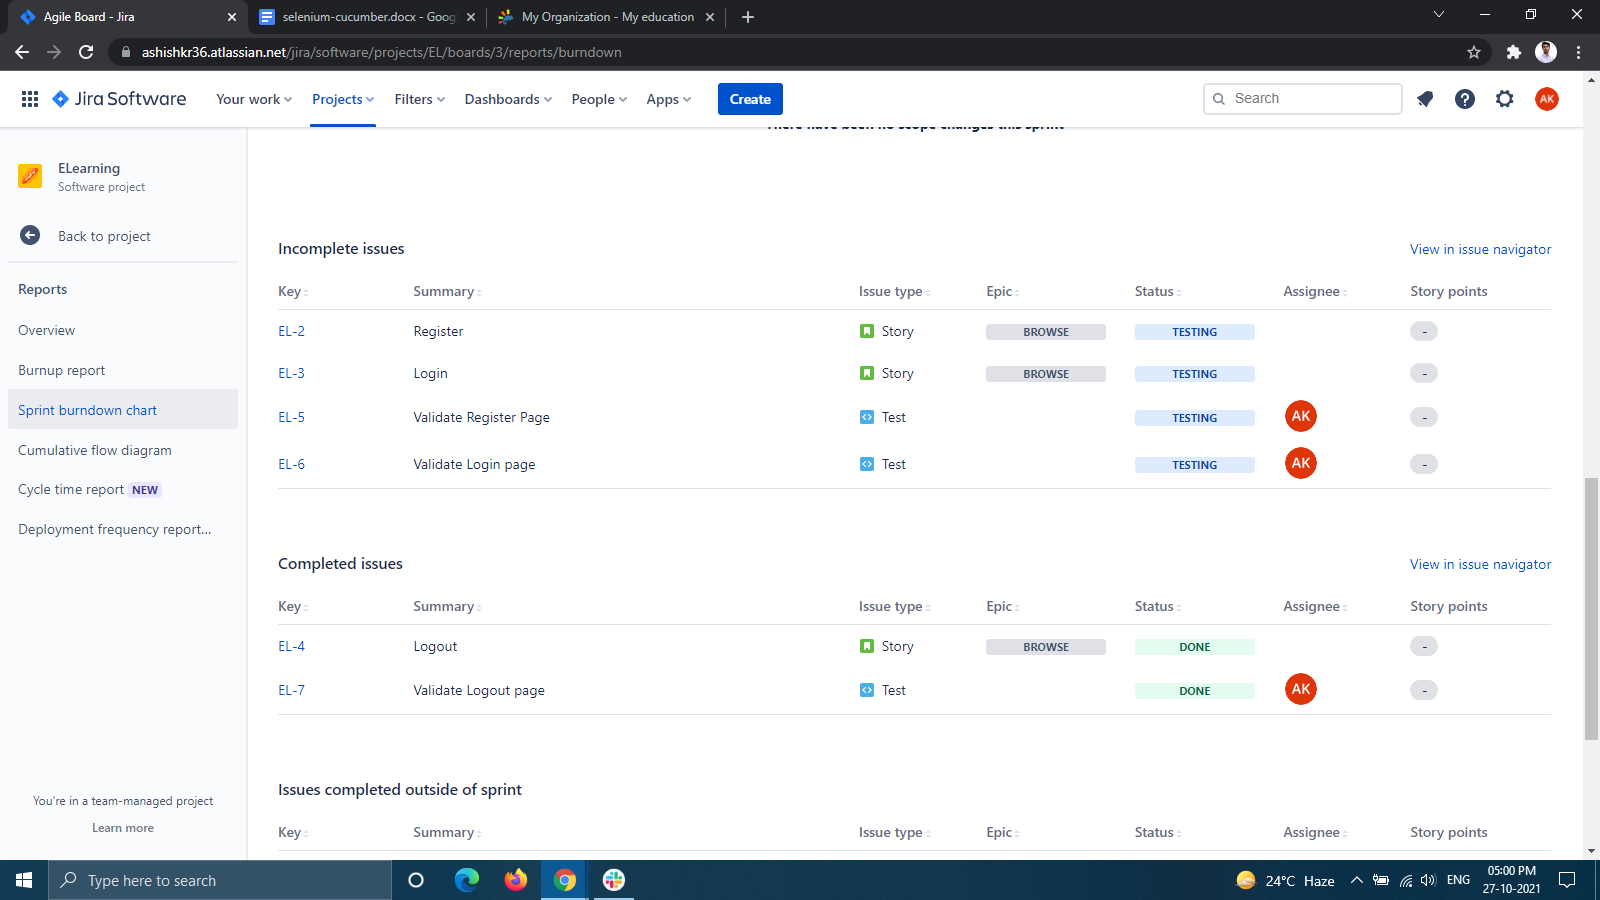 Agile Board - Jira
selenium-cucumber.docx - Goog
My Organization - My education
ashishkr36.atlassian.net/jira/software/projects/EL/boards/3/reports/burndown
Jira Software
Your work
Projects
Filters
Dashboards
People
Apps
Create
Search
AK
There have been no scope changes this sprint
ELearning
Software project
Back to project
Reports
Overview
Burnup report
Sprint burndown chart
Cumulative flow diagram
Cycle time report NEW
Deployment frequency report...
You're in a team-managed project
Learn more
Incomplete issues
View in issue navigator
Key Summary Issue type Epic Status Assignee Story points
EL-2 Register Story BROWSE TESTING -
EL-3 Login Story BROWSE TESTING -
EL-5 Validate Register Page Test TESTING AK -
EL-6 Validate Login page Test TESTING AK -
Completed issues
View in issue navigator
Key Summary Issue type Epic Status Assignee Story points
EL-4 Logout Story BROWSE DONE -
EL-7 Validate Logout page Test DONE AK -
Issues completed outside of sprint
Key Summary Issue type Epic Status Assignee Story points
Type here to search
24°C Haze
ENG
05:00 PM
27-10-2021